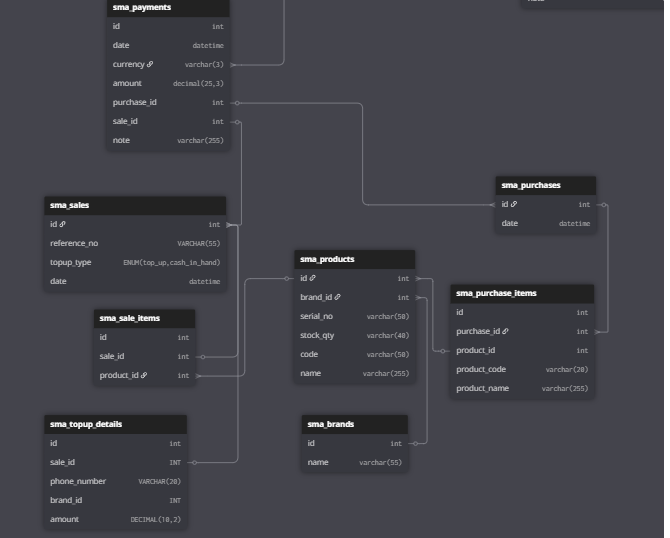 sma_payments
id int
date datetime
currency varchar(3)
amount decimal(25,3)
purchase_id int
sale_id int
note varchar(255)
sma_purchases
id int
date datetime
sma_sales
id int
reference_no VARCHAR(55)
topup_type ENUM(top_up,cash_in_hand)
date datetime
sma_products
id int
brand_id int
serial_no varchar(50)
stock_qty varchar(40)
code varchar(50)
name varchar(255)
sma_purchase_items
id int
purchase_id int
product_id int
product_code varchar(20)
product_name varchar(255)
sma_sale_items
id int
sale_id int
product_id int
sma_topup_details
id int
sale_id INT
phone_number VARCHAR(20)
brand_id INT
amount DECIMAL(10,2)
sma_brands
id int
name varchar(55)